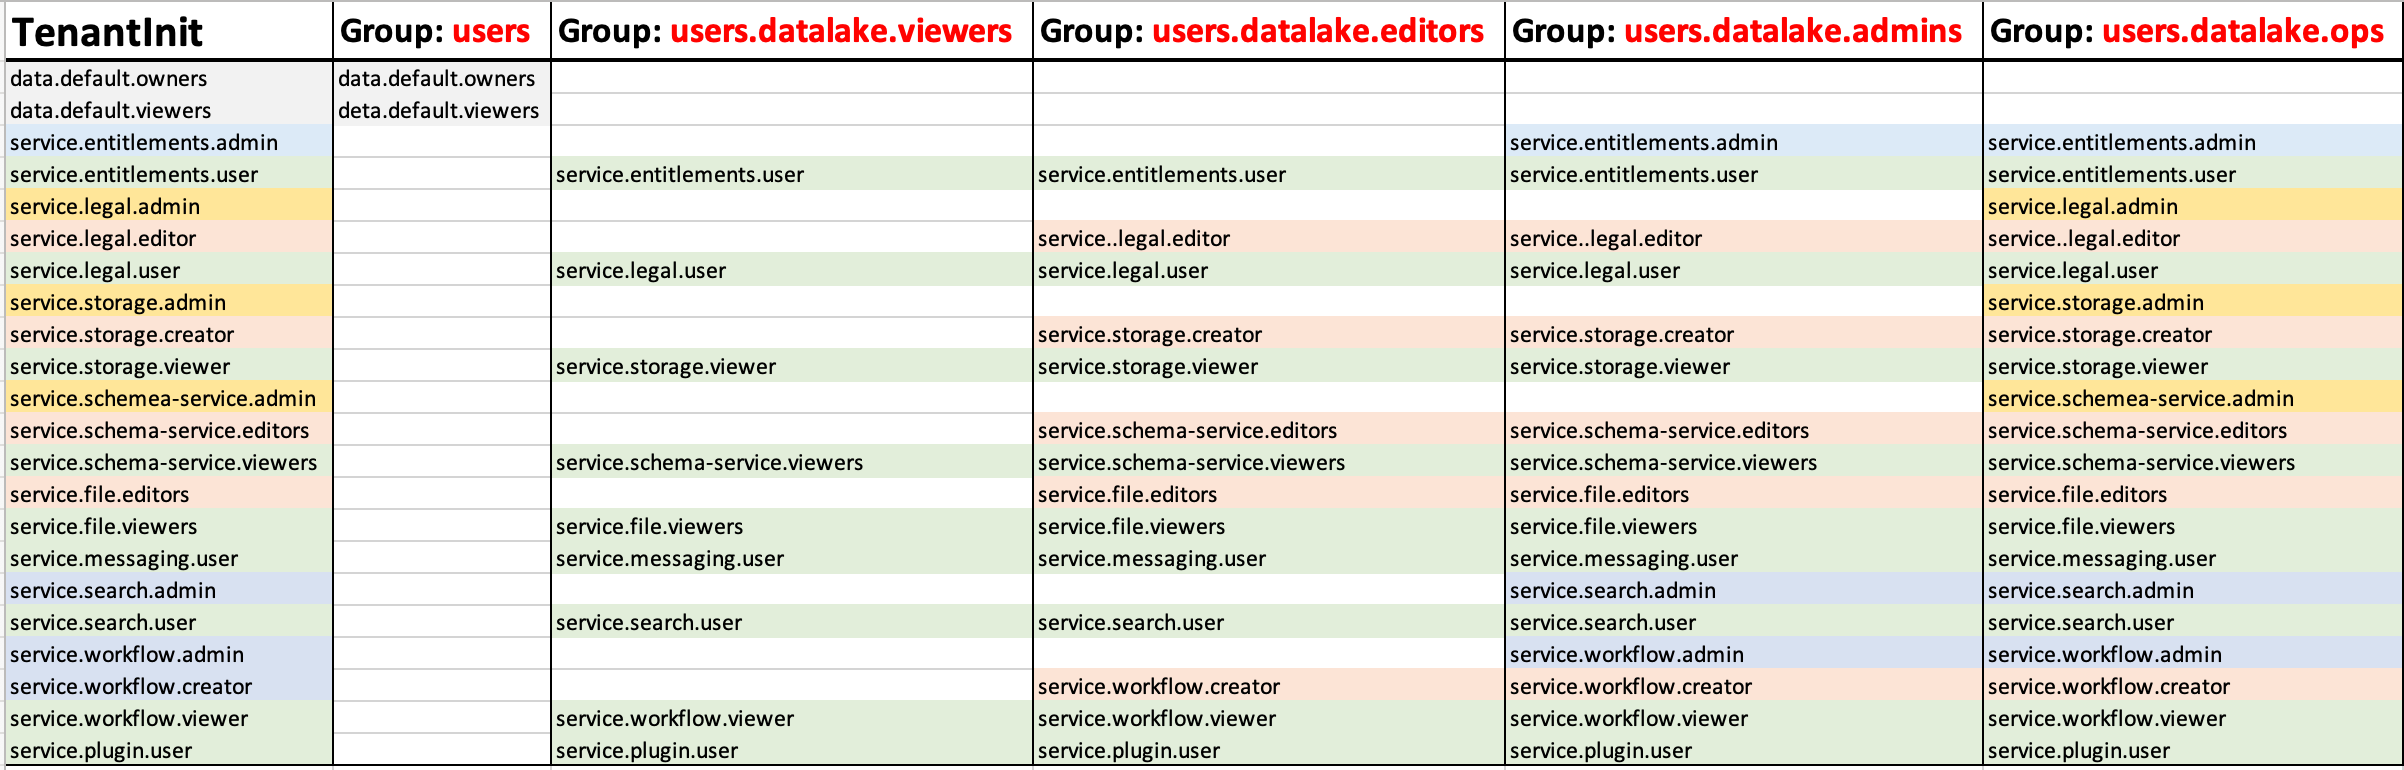 TenantInit Group: users Group: users.datalake.viewers Group: users.datalake.editors Group: users.datalake.admins Group: users.datalake.ops
data.default.owners data.default.owners
data.default.viewers deta.default.viewers
service.entitlements.admin service.entitlements.admin service.entitlements.admin
service.entitlements.user service.entitlements.user service.entitlements.user service.entitlements.user service.entitlements.user
service.legal.admin service.legal.admin
service.legal.editor service..legal.editor service..legal.editor service..legal.editor
service.legal.user service.legal.user service.legal.user service.legal.user service.legal.user
service.storage.admin service.storage.admin
service.storage.creator service.storage.creator service.storage.creator service.storage.creator
service.storage.viewer service.storage.viewer service.storage.viewer service.storage.viewer service.storage.viewer
service.schemea-service.admin service.schemea-service.admin
service.schema-service.editors service.schema-service.editors service.schema-service.editors service.schema-service.editors
service.schema-service.viewers service.schema-service.viewers service.schema-service.viewers service.schema-service.viewers service.schema-service.viewers
service.file.editors service.file.editors service.file.editors service.file.editors
service.file.viewers service.file.viewers service.file.viewers service.file.viewers service.file.viewers
service.messaging.user service.messaging.user service.messaging.user service.messaging.user service.messaging.user
service.search.admin service.search.admin service.search.admin
service.search.user service.search.user service.search.user service.search.user service.search.user
service.workflow.admin service.workflow.admin service.workflow.admin
service.workflow.creator service.workflow.creator service.workflow.creator service.workflow.creator
service.workflow.viewer service.workflow.viewer service.workflow.viewer service.workflow.viewer service.workflow.viewer
service.plugin.user service.plugin.user service.plugin.user service.plugin.user service.plugin.user